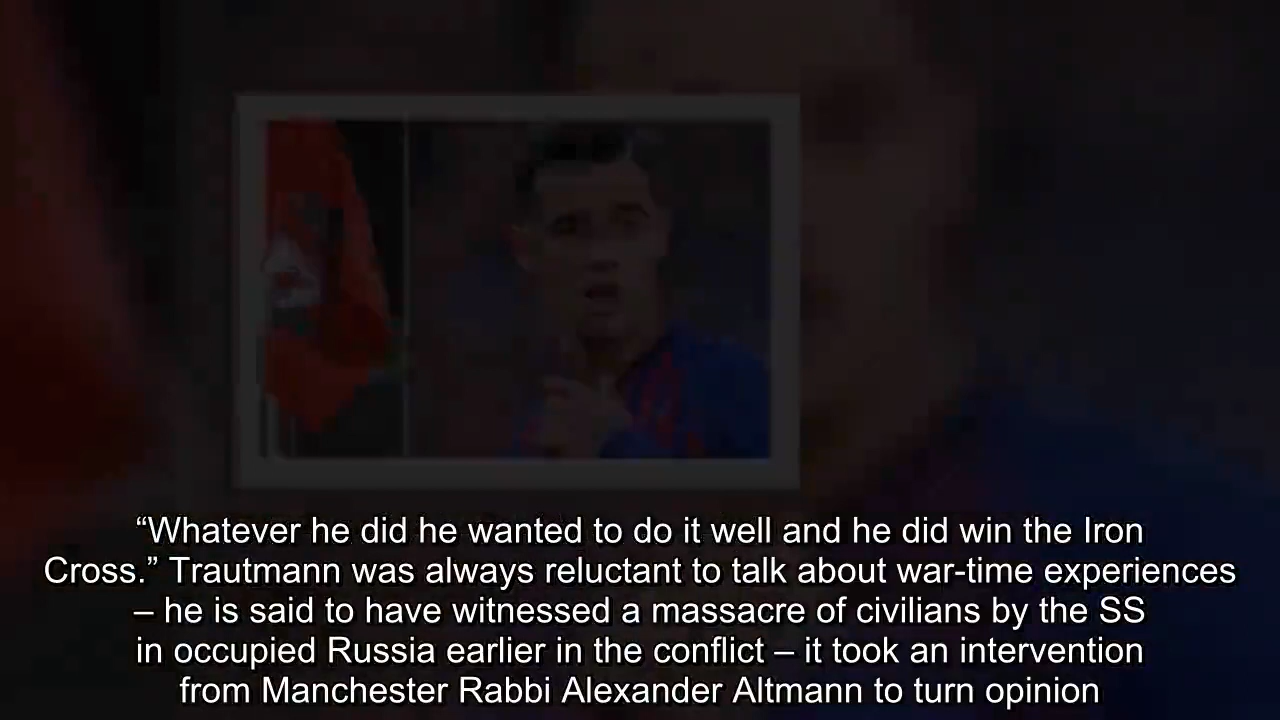 “Whatever he did he wanted to do it well and he did win the Iron
Cross.” Trautmann was always reluctant to talk about war-time experiences
– he is said to have witnessed a massacre of civilians by the SS
in occupied Russia earlier in the conflict – it took an intervention
from Manchester Rabbi Alexander Altmann to turn opinion